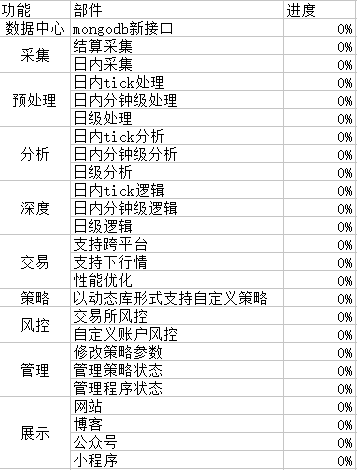 功能 部件 进度
数据中心 mongodb新接口 0%
采集 结算采集 0%
日内采集 0%
预处理 日内tick处理 0%
日内分钟级处理 0%
日级处理 0%
分析 日内tick分析 0%
日内分钟级分析 0%
日级分析 0%
深度 日内tick逻辑 0%
日内分钟级逻辑 0%
日级逻辑 0%
交易 支持跨平台 0%
支持下行情 0%
性能优化 0%
策略 以动态库形式支持自定义策略 0%
风控 交易所风控 0%
自定义账户风控 0%
管理 修改策略参数 0%
管理策略状态 0%
管理程序状态 0%
展示 网站 0%
博客 0%
公众号 0%
小程序 0%